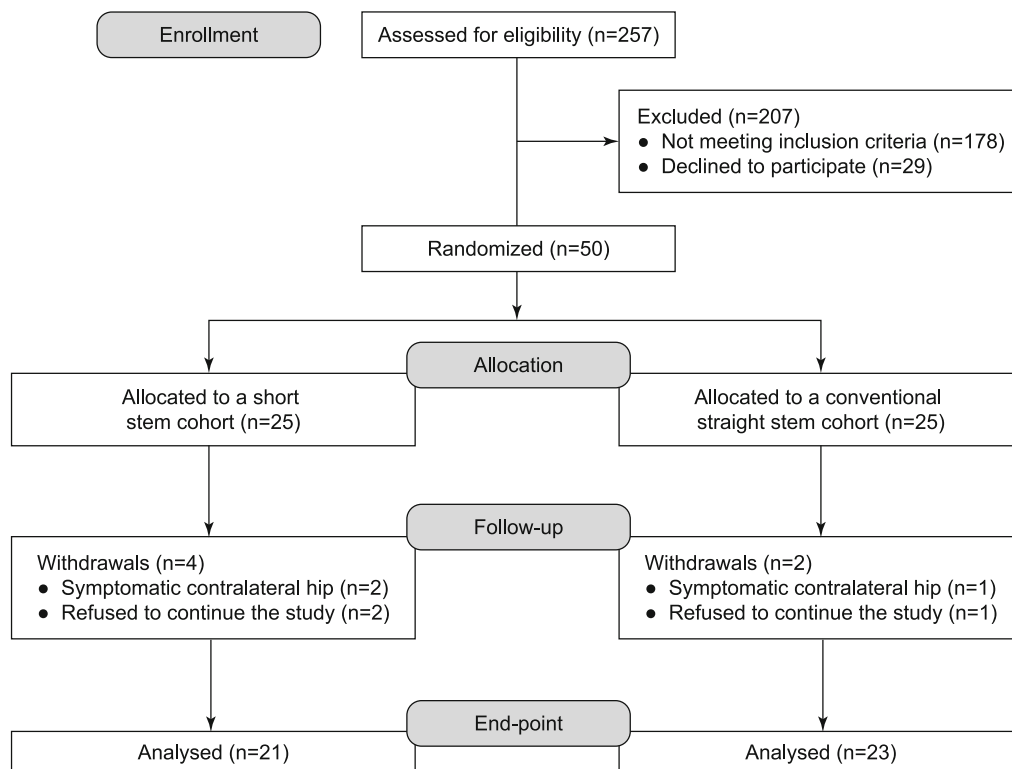 Enrollment
Assessed for eligibility (n=257)
Excluded (n=207)
● Not meeting inclusion criteria (n=178)
● Declined to participate (n=29)
Randomized (n=50)
Allocation
Allocated to a short
stem cohort (n=25)
Allocated to a conventional
straight stem cohort (n=25)
Follow-up
Withdrawals (n=4)
● Symptomatic contralateral hip (n=2)
● Refused to continue the study (n=2)
Withdrawals (n=2)
● Symptomatic contralateral hip (n=1)
● Refused to continue the study (n=1)
End-point
Analysed (n=21)
Analysed (n=23)